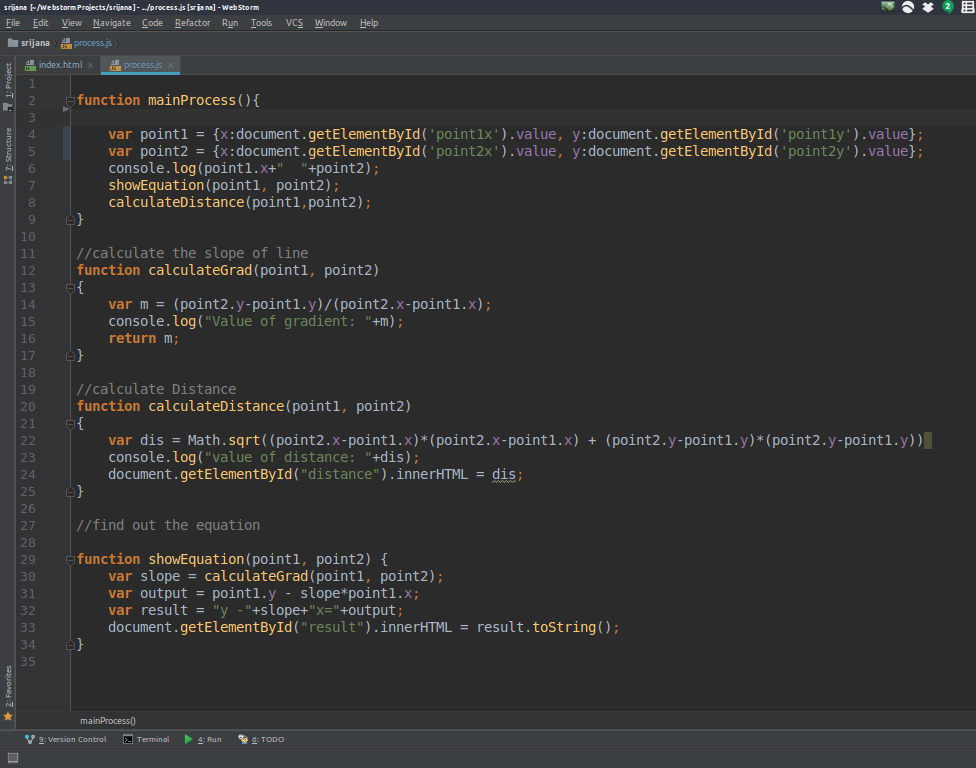 srijana [~/WebstormProjects/srijana] - .../process.js [srijana] - WebStorm
2
File Edit View Navigate Code Refactor Run Tools VCS Window Help
srijana process.js
index.html × process.js ×
1: Project
7: Structure
2: Favorites
1
2 function mainProcess(){
3
4 var point1 = {x:document.getElementById('point1x').value, y:document.getElementById('point1y').value};
5 var point2 = {x:document.getElementById('point2x').value, y:document.getElementById('point2y').value};
6 console.log(point1.x+"  "+point2);
7 showEquation(point1, point2);
8 calculateDistance(point1,point2);
9 }
10
11 //calculate the slope of line
12 function calculateGrad(point1, point2)
13 {
14 var m = (point2.y-point1.y)/(point2.x-point1.x);
15 console.log("Value of gradient: "+m);
16 return m;
17 }
18
19 //calculate Distance
20 function calculateDistance(point1, point2)
21 {
22 var dis = Math.sqrt((point2.x-point1.x)*(point2.x-point1.x) + (point2.y-point1.y)*(point2.y-point1.y))
23 console.log("value of distance: "+dis);
24 document.getElementById("distance").innerHTML = dis;
25 }
26
27 //find out the equation
28
29 function showEquation(point1, point2) {
30 var slope = calculateGrad(point1, point2);
31 var output = point1.y - slope*point1.x;
32 var result = "y -"+slope+"x="+output;
33 document.getElementById("result").innerHTML = result.toString();
34 }
35
mainProcess()
9: Version Control Terminal 4: Run 6: TODO